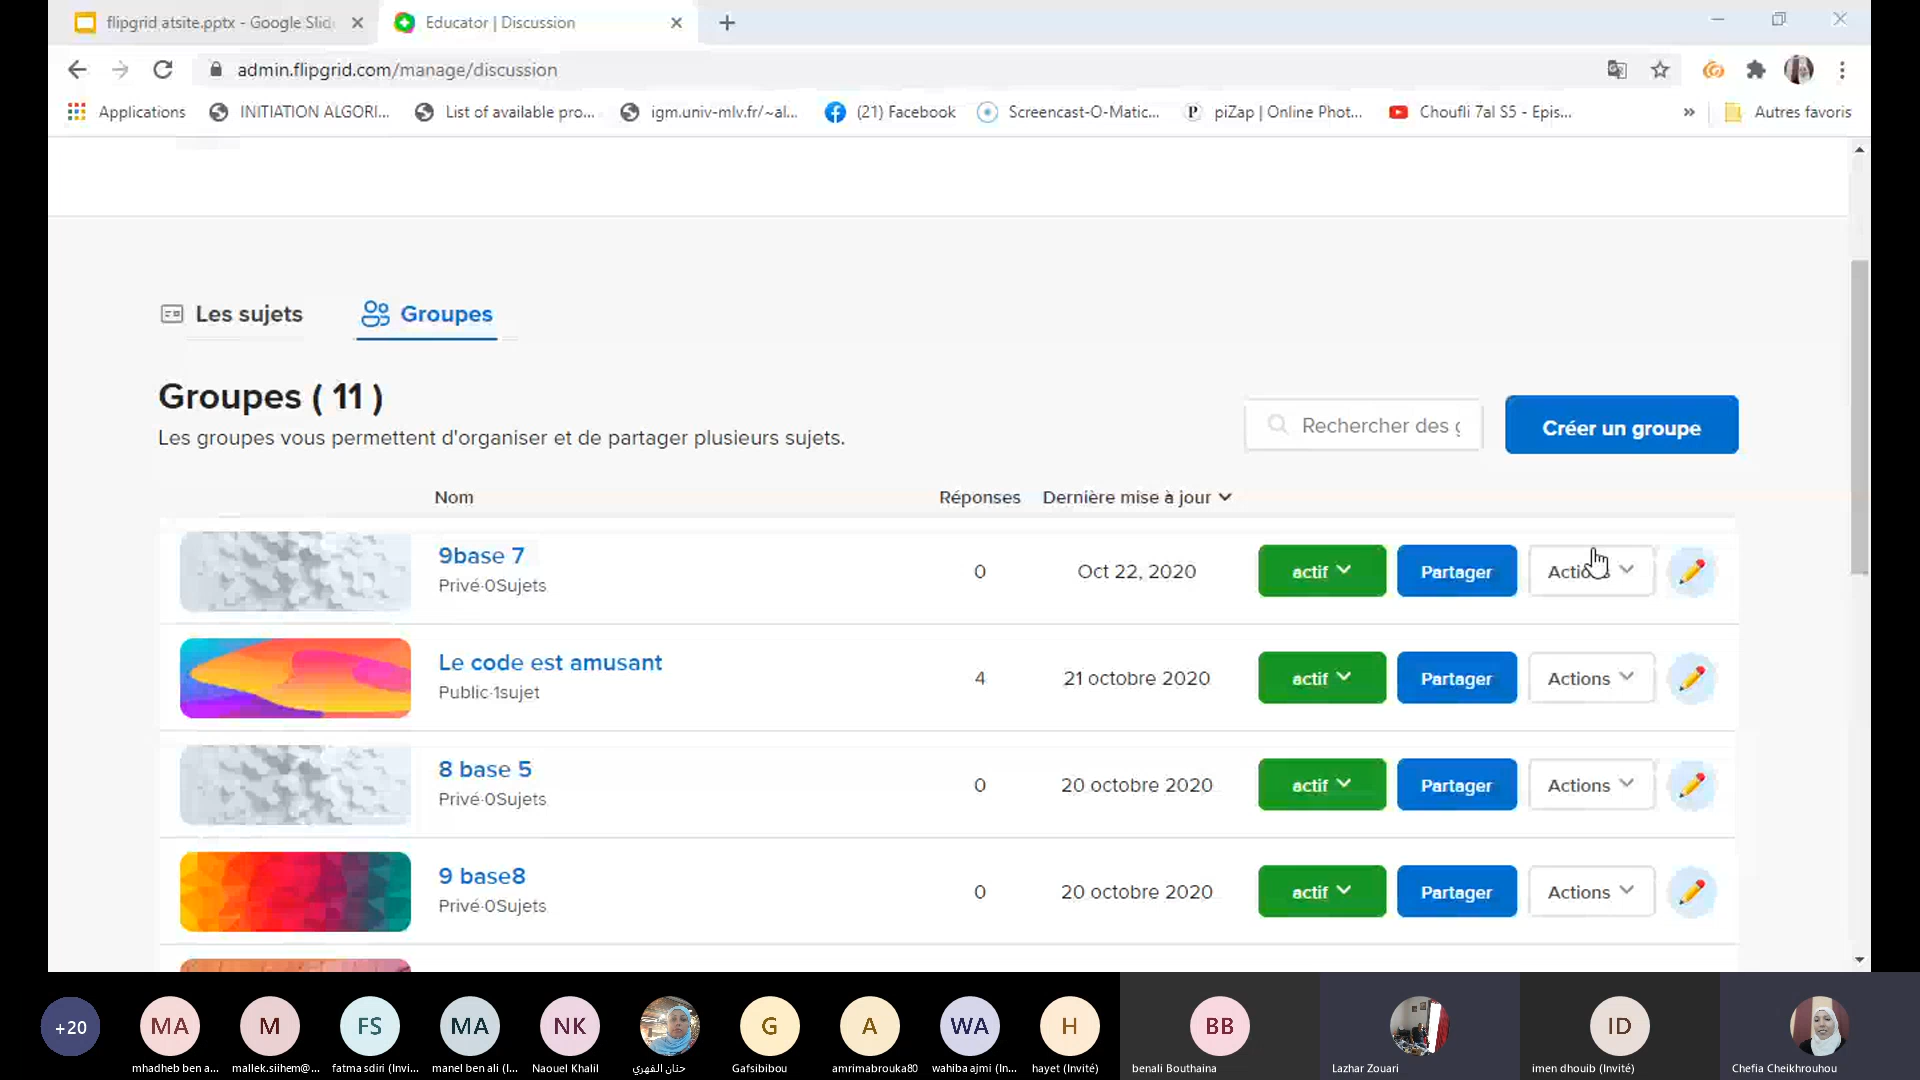 flipgrid atsite.pptx - Google Slid
Educator | Discussion
admin.flipgrid.com/manage/discussion
Applications
INITIATION ALGORI...
List of available pro...
igm.univ-mlv.fr/~al...
(21) Facebook
Screencast-O-Matic...
piZap | Online Phot...
Choufli 7al S5 - Epis...
»
Autres favoris
Les sujets
Groupes
Groupes ( 11 )
Les groupes vous permettent d'organiser et de partager plusieurs sujets.
Rechercher des g
Créer un groupe
Nom Réponses Dernière mise à jour
9base 7
Privé·0Sujets
0 Oct 22, 2020 actif Partager Actions
Le code est amusant
Public·1sujet
4 21 octobre 2020 actif Partager Actions
8 base 5
Privé·0Sujets
0 20 octobre 2020 actif Partager Actions
9 base8
Privé·0Sujets
0 20 octobre 2020 actif Partager Actions
+20 MA M FS MA NK G A WA H BB ID
mhadheb ben a...
mallek.siihem@...
fatma sdiri (Invi...
manel ben ali (I...
Naouel Khalil
حنان الفهري
Gafsibibou
amrimabrouka80
wahiba ajmi (In...
hayet (Invité)
benali Bouthaina
Lazhar Zouari
imen dhouib (Invité)
Chefia Cheikhrouhou